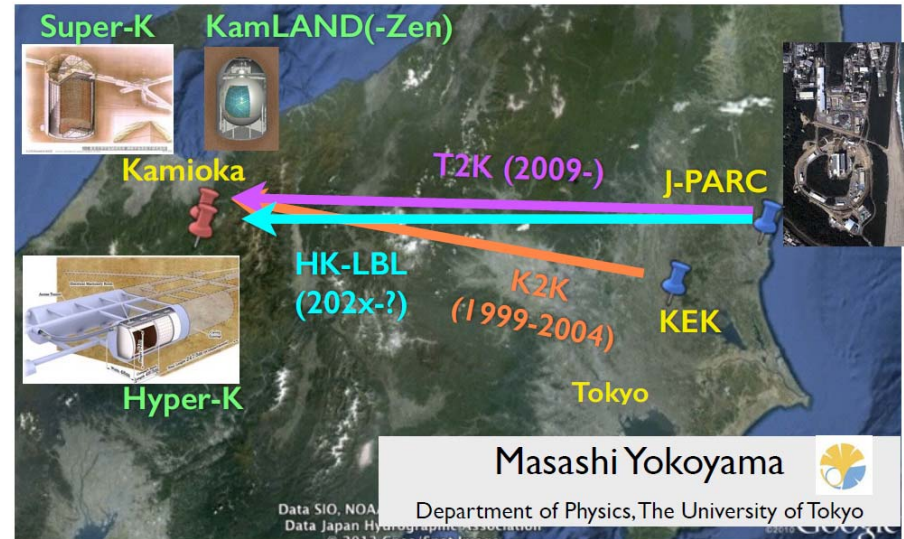 Super-K
KamLAND(-Zen)
Kamioka
T2K (2009-)
J-PARC
HK-LBL
(202x-?)
K2K
(1999-2004)
KEK
Hyper-K
Tokyo
Masashi Yokoyama
Department of Physics, The University of Tokyo
Data SIO, NOAA
Data Japan Hydrographic Association